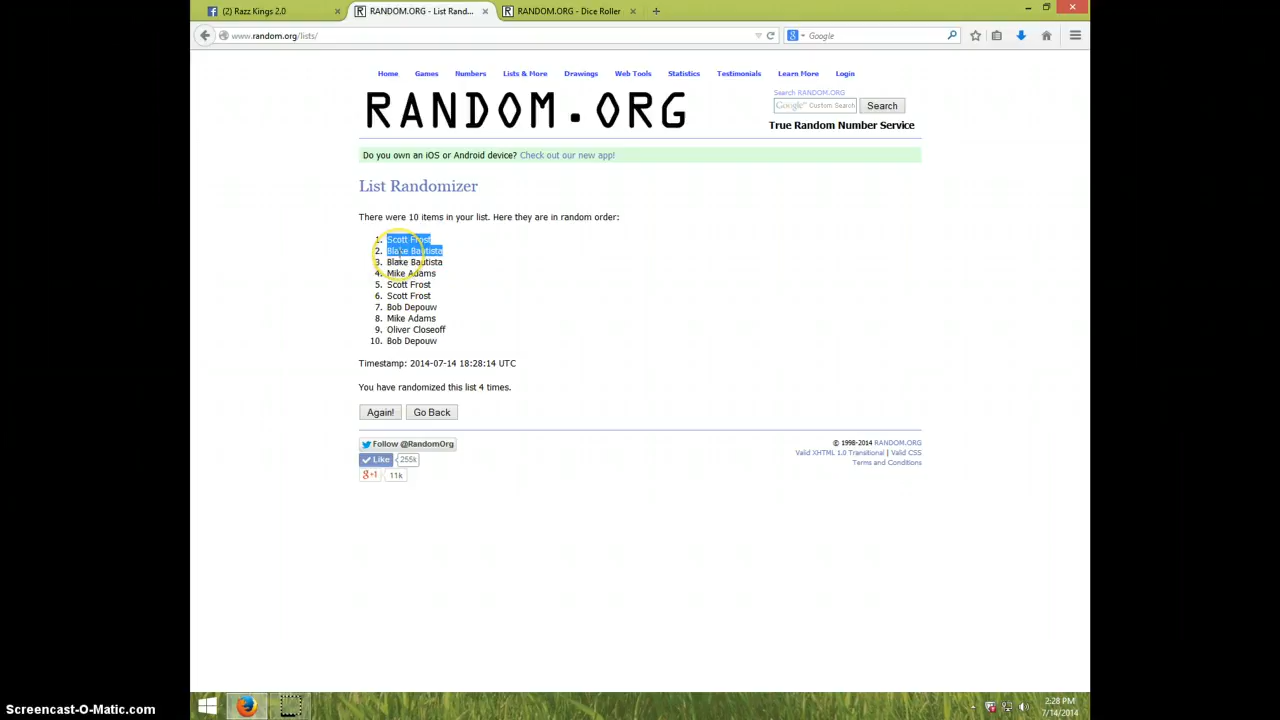 (2) Razz Kings 2.0
RANDOM.ORG - List Rand...
RANDOM.ORG - Dice Roller
www.random.org/lists/
Google
Home Games Numbers Lists & More Drawings Web Tools Statistics Testimonials Learn More Login
Search RANDOM.ORG
RANDOM.ORG
Google™ Custom Search
Search
True Random Number Service
Do you own an iOS or Android device? Check out our new app!
List Randomizer
There were 10 items in your list. Here they are in random order:
1. Scott Frost
2. Blake Bautista
3. Blake Bautista
4. Mike Adams
5. Scott Frost
6. Scott Frost
7. Bob Depouw
8. Mike Adams
9. Oliver Closeoff
10. Bob Depouw
Timestamp: 2014-07-14 18:28:14 UTC
You have randomized this list 4 times.
Again! Go Back
Follow @RandomOrg
Like 255k
g+1 11k
© 1998-2014 RANDOM.ORG
Valid XHTML 1.0 Transitional | Valid CSS
Terms and Conditions
2:28 PM
7/14/2014
Screencast-O-Matic.com